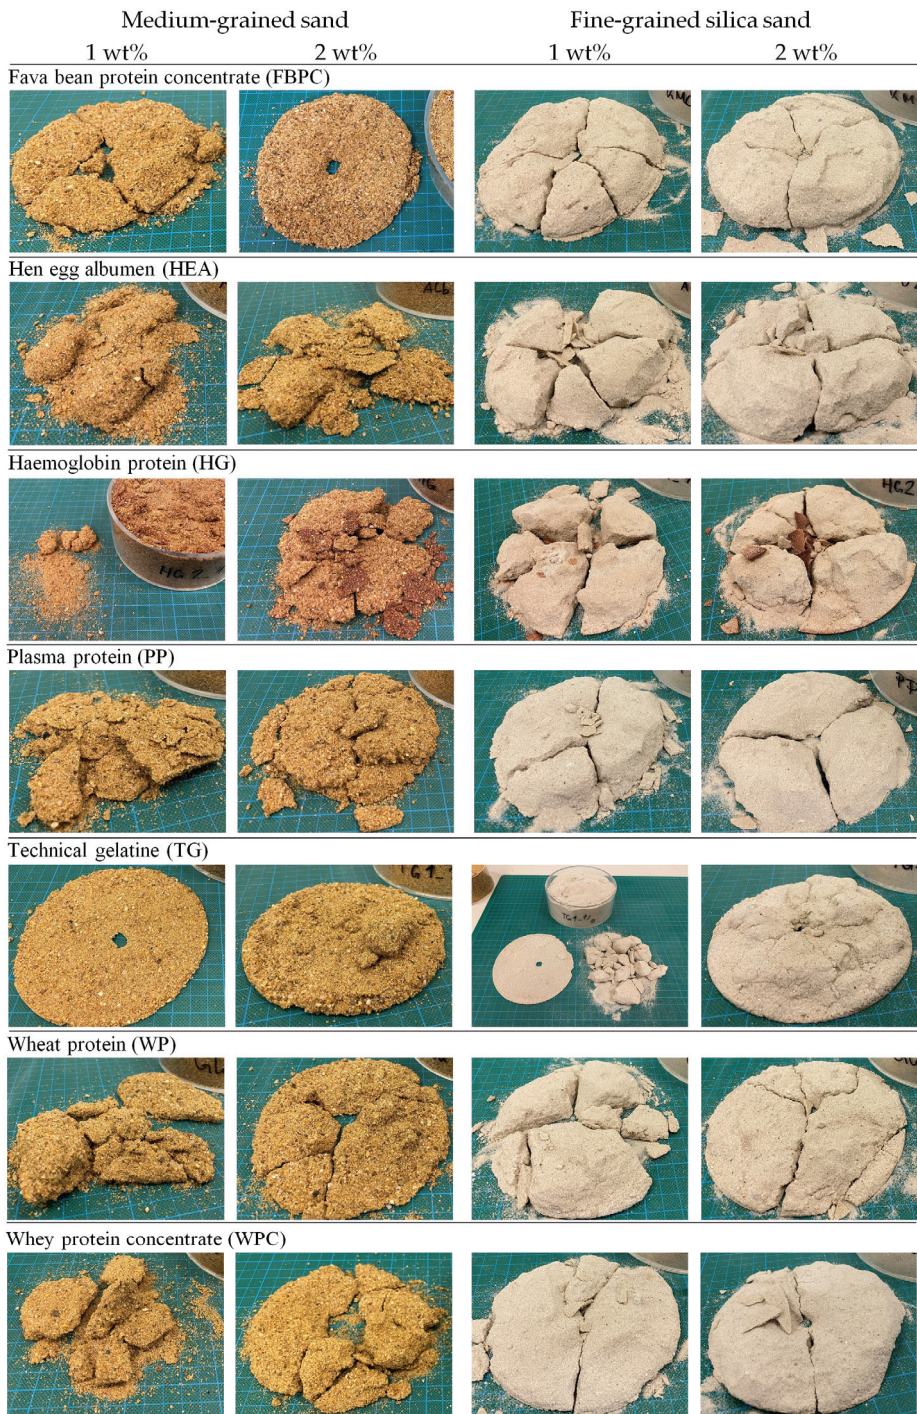 Medium-grained sand Fine-grained silica sand
1 wt% 2 wt% 1 wt% 2 wt%
Fava bean protein concentrate (FBPC)
Hen egg albumen (HEA)
Haemoglobin protein (HG)
HG2
Plasma protein (PP)
Technical gelatine (TG)
Wheat protein (WP)
Whey protein concentrate (WPC)